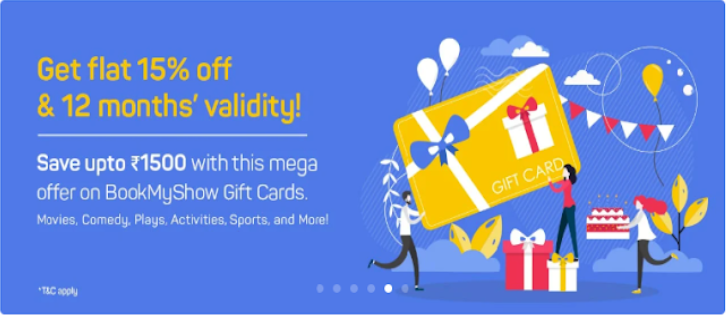 Get flat 15% off
& 12 months’ validity!
Save upto ₹1500 with this mega
offer on BookMyShow Gift Cards.
Movies, Comedy, Plays, Activities, Sports, and More!
GIFT CARD
*T&C apply